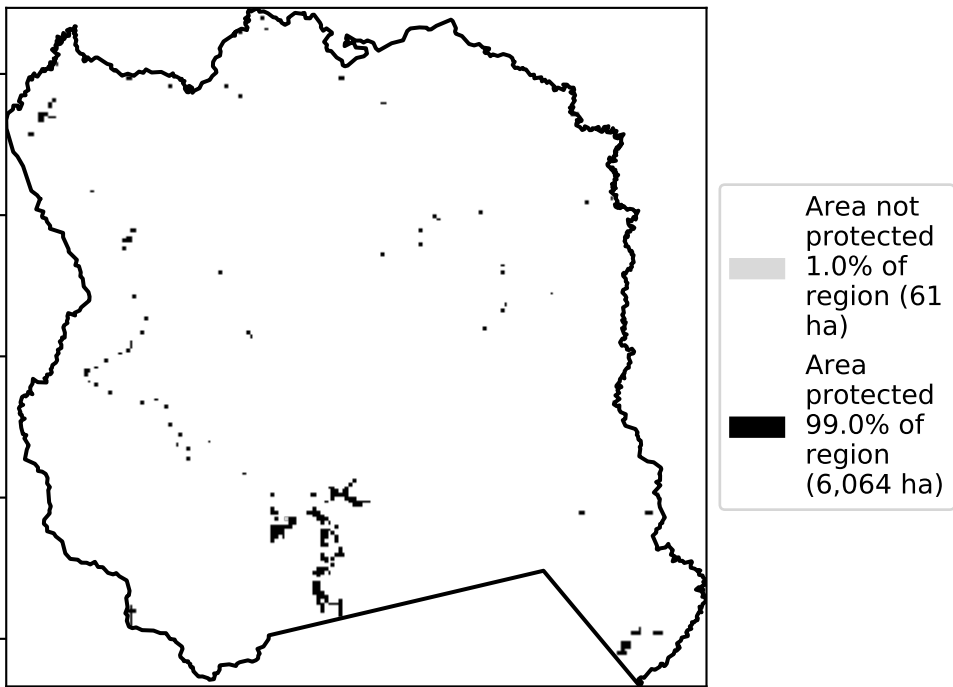 Area not
protected
1.0% of
region (61
ha)
Area
protected
99.0% of
region
(6,064 ha)